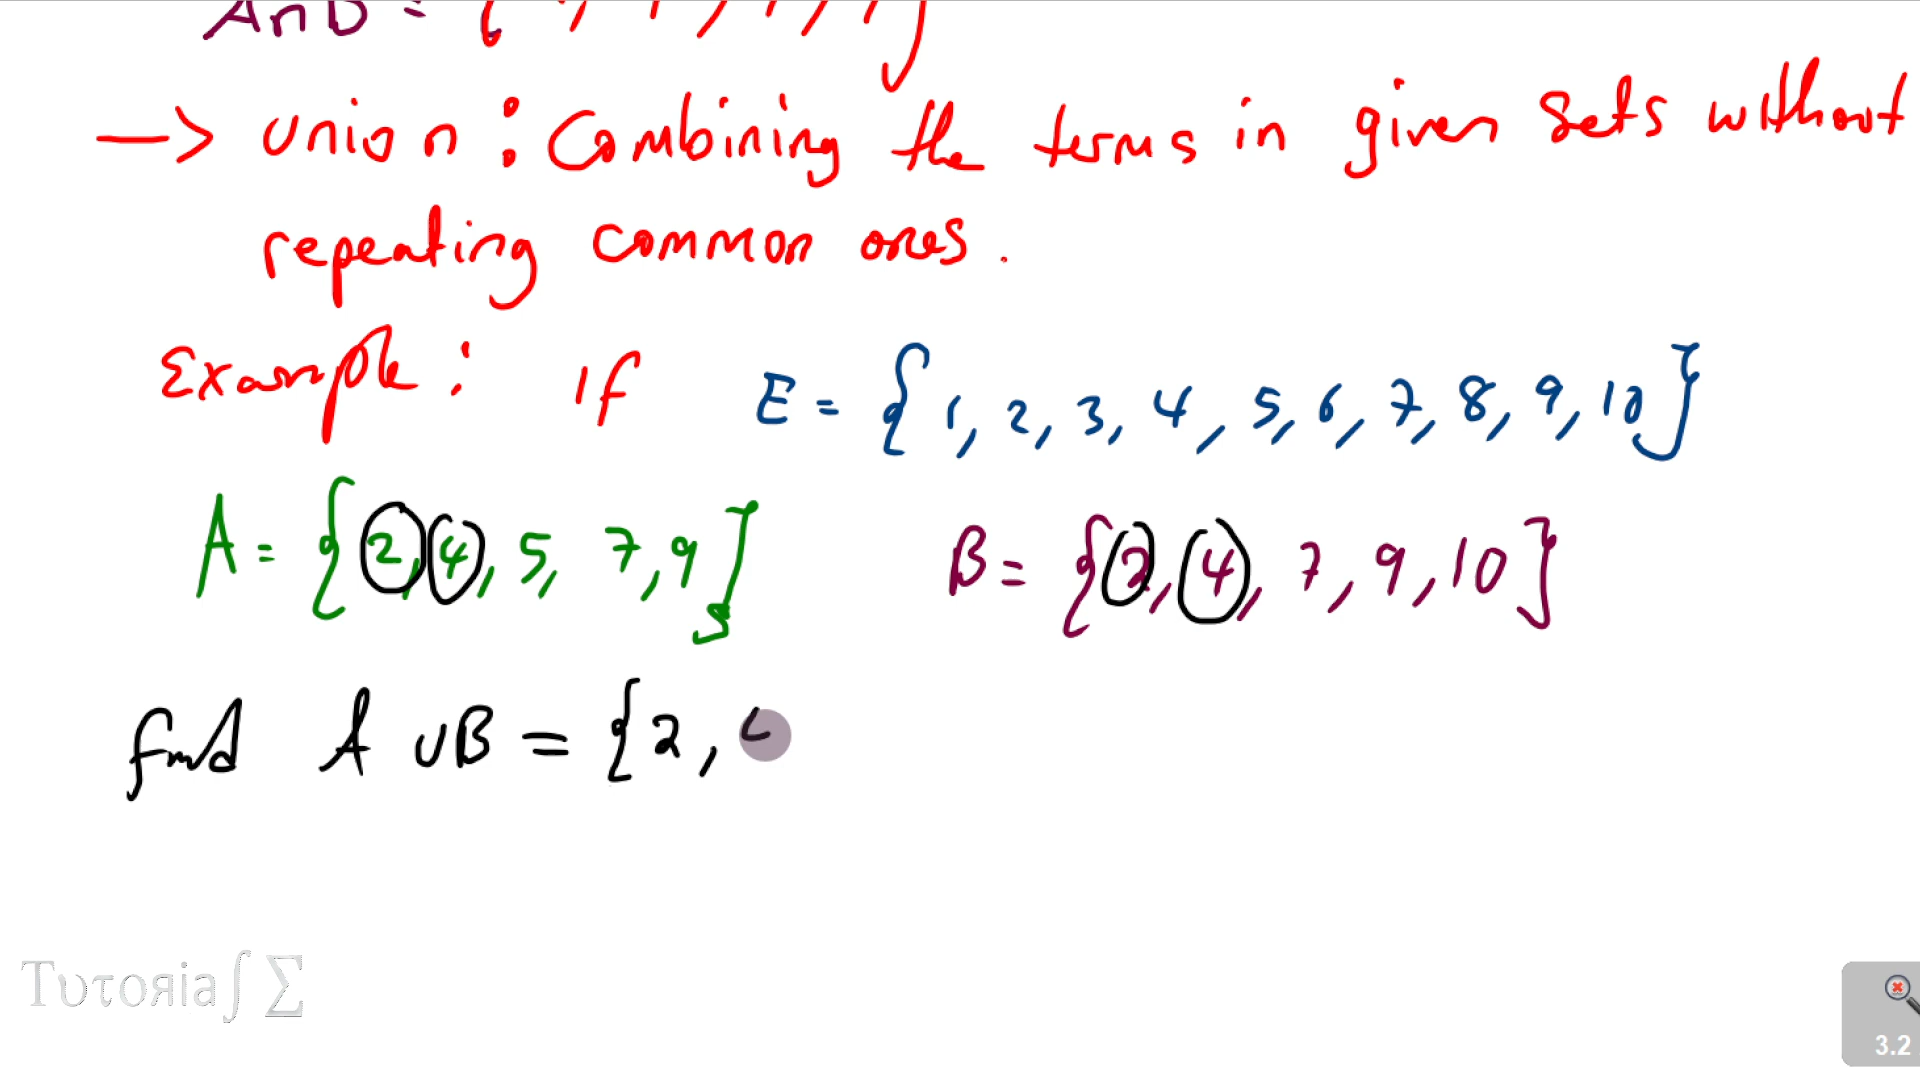 A∩B = {
→ union : Combining the terms in given sets without
repeating common ones.
Example : If E = { 1, 2, 3, 4, 5, 6, 7, 8, 9, 10 }
A = { 2, 4, 5, 7, 9 } B = { 2, 4, 7, 9, 10 }
find A ∪ B = { 2 ,
Tυτoяia∫ ∑
3.2